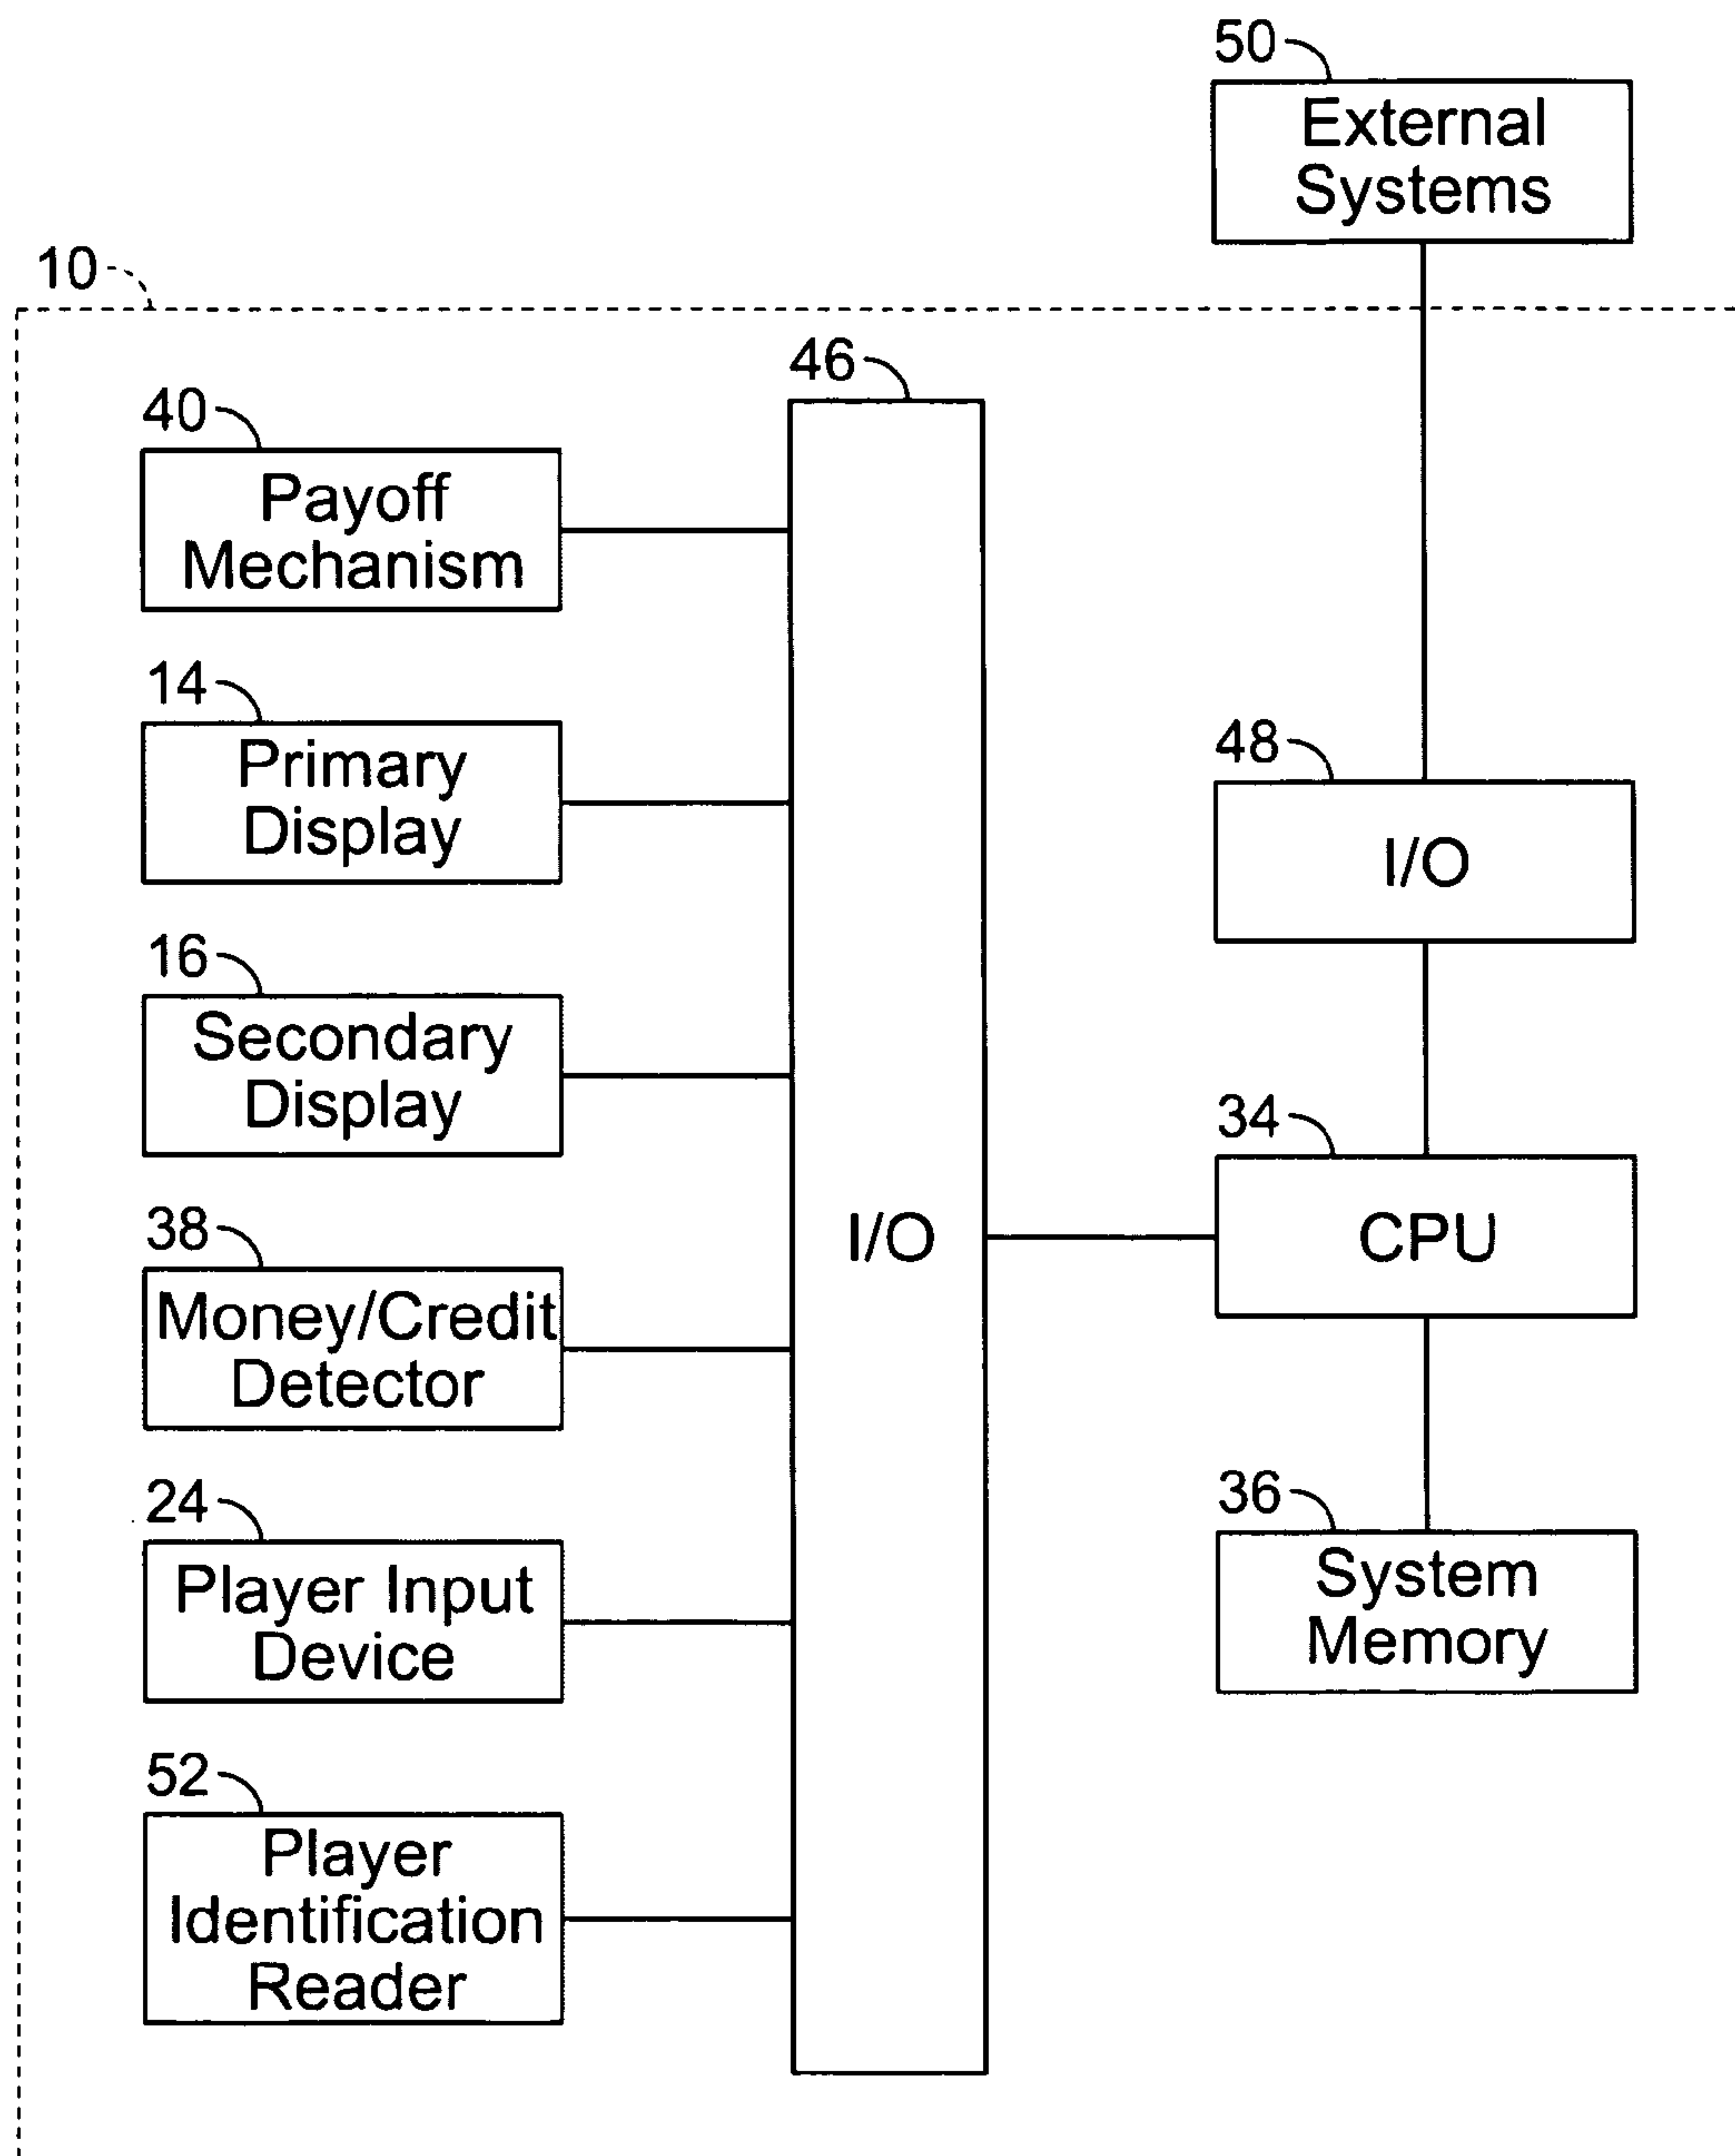 50
External
Systems
10
46
40
Payoff
Mechanism
14
Primary
Display
48
I/O
16
Secondary
Display
34
CPU
38
Money/Credit
Detector
I/O
24
Player Input
Device
36
System
Memory
52
Player
Identification
Reader